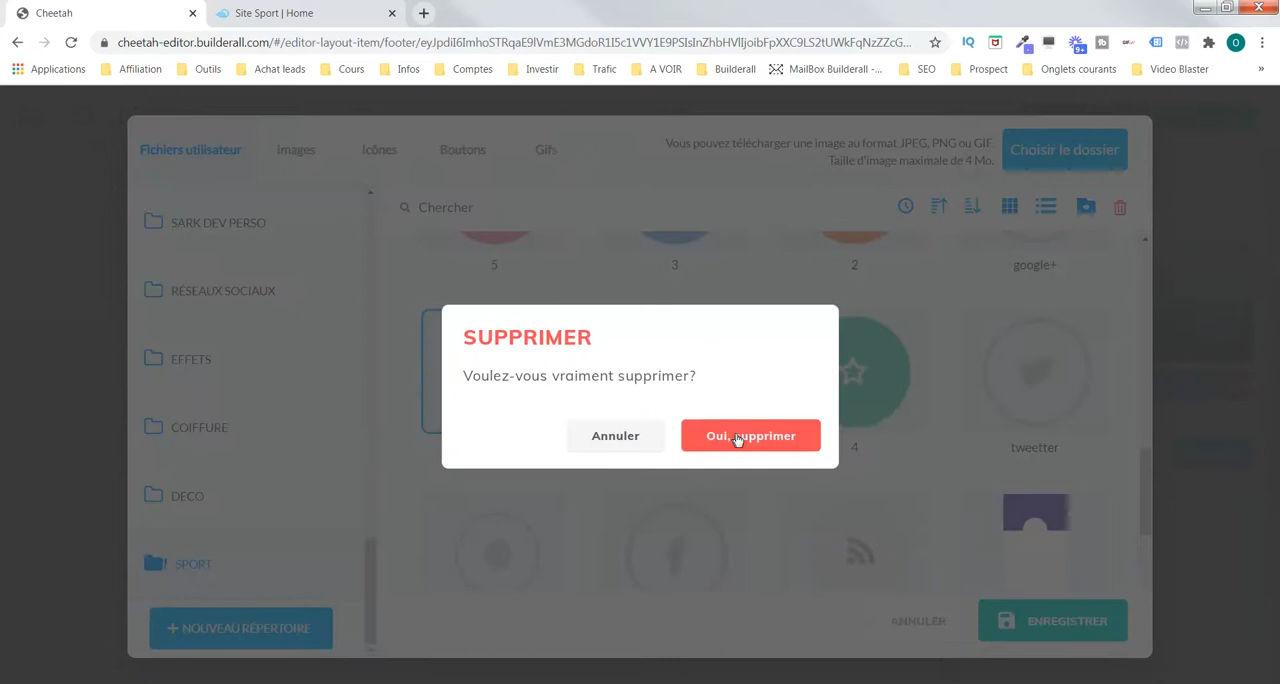 Cheetah
Site Sport | Home
cheetah-editor.builderall.com/#/editor-layout-item/footer/
Applications Affiliation Outils Achat leads Cours Infos Comptes Investir Trafic A VOIR Builderall MailBox Builderall -... SEO Prospect Onglets courants Video Blaster »
Fichiers utilisateur Images Icônes Boutons Gifs
Vous pouvez télécharger une image au format JPEG, PNG ou GIF.
Taille d'image maximale de 4 Mo.
Choisir le dossier
Chercher
SARK DEV PERSO
RÉSEAUX SOCIAUX
EFFETS
COIFFURE
DECO
SPORT
+ NOUVEAU RÉPERTOIRE
5 3 2 google+
SUPPRIMER
Voulez-vous vraiment supprimer?
Annuler Oui, supprimer
4 tweetter
ANNULER ENREGISTRER